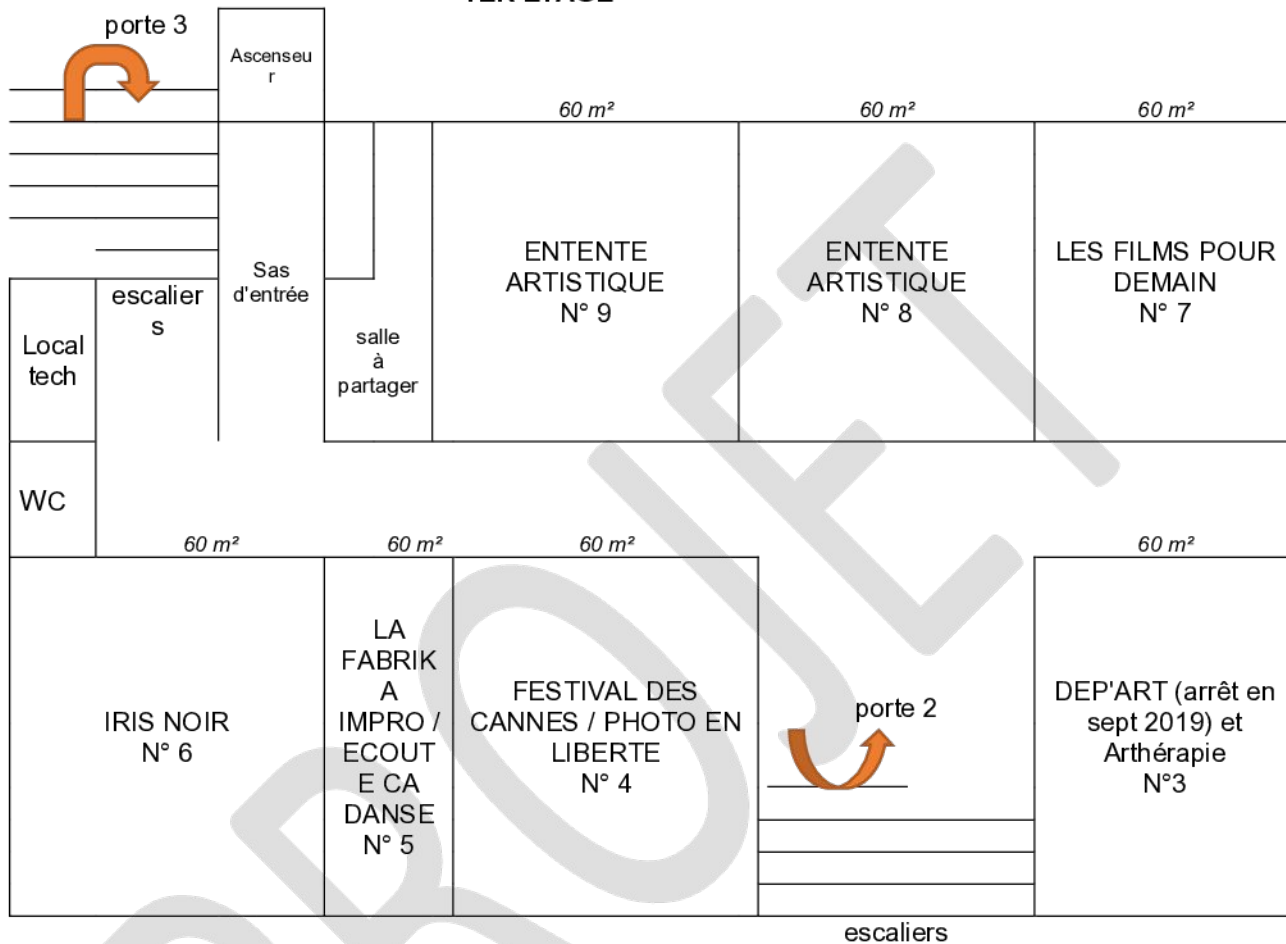 1ER ETAGE
porte 3
Ascenseu
r
60 m²
60 m²
60 m²
ENTENTE
ARTISTIQUE
N° 9
ENTENTE
ARTISTIQUE
N° 8
LES FILMS POUR
DEMAIN
N° 7
Sas
d'entrée
escalier
s
Local
tech
salle
à
partager
WC
60 m²
60 m²
60 m²
60 m²
IRIS NOIR
N° 6
LA
FABRIK
A
IMPRO /
ECOUT
E CA
DANSE
N° 5
FESTIVAL DES
CANNES / PHOTO EN
LIBERTE
N° 4
porte 2
DEP'ART (arrêt en
sept 2019) et
Arthérapie
N°3
escaliers
PROJET